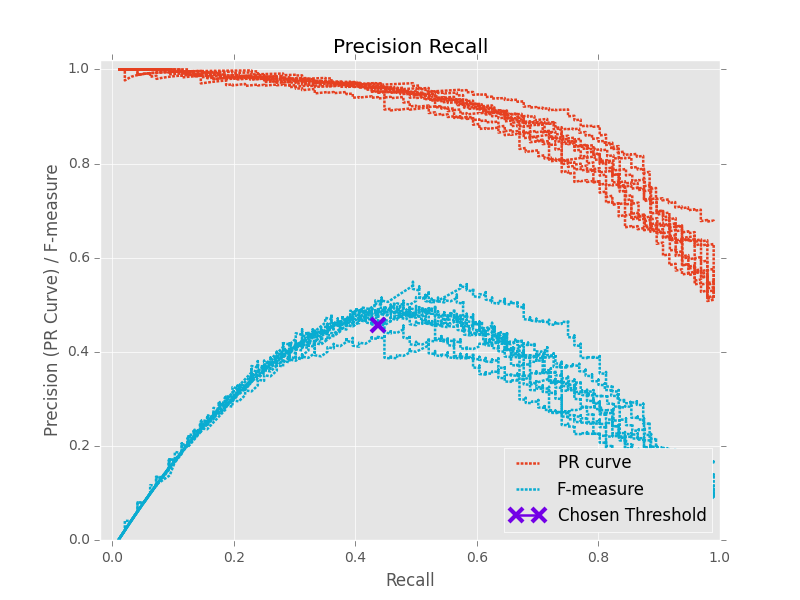 Precision Recall
Precision (PR Curve) / F-measure
1.0
0.8
0.6
0.4
0.2
0.0
PR curve
F-measure
Chosen Threshold
0.0 0.2 0.4 0.6 0.8 1.0
Recall